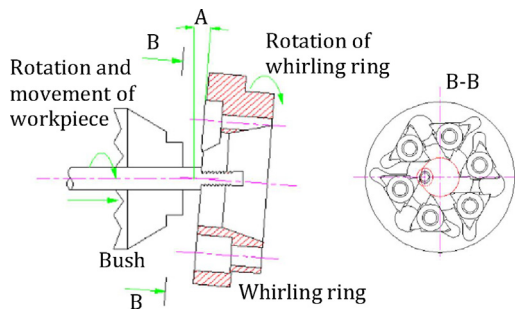 A
B
Rotation of
whirling ring
Rotation and
movement of
workpiece
B-B
Bush
B
Whirling ring